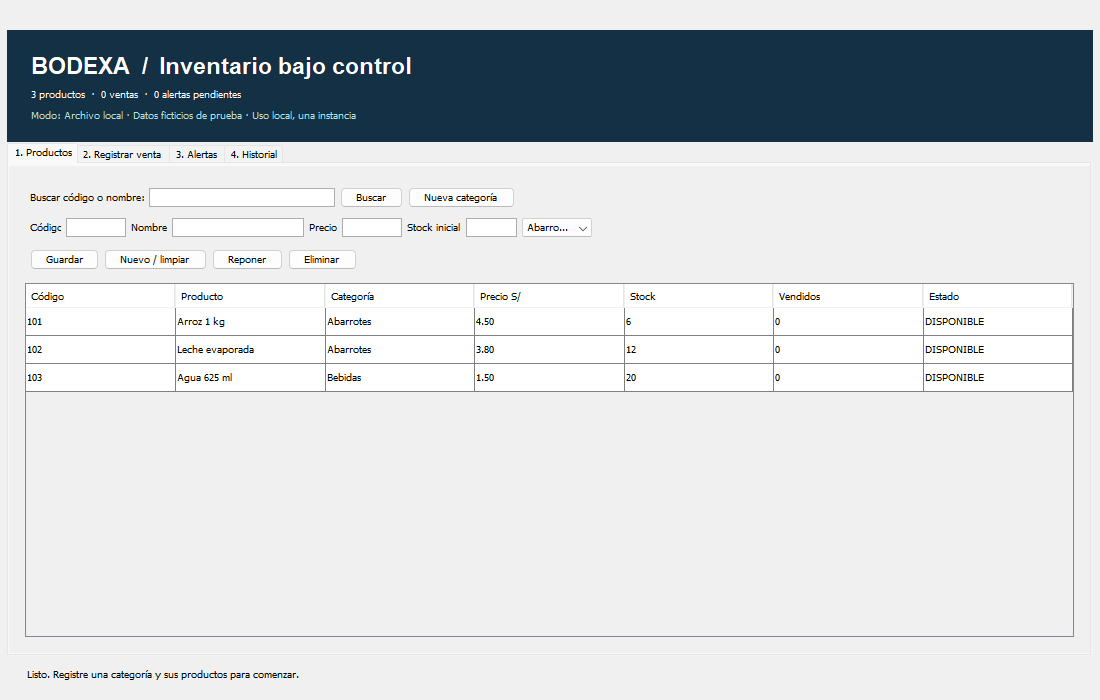 BODEXA / Inventario bajo control
3 productos · 0 ventas · 0 alertas pendientes
Modo: Archivo local · Datos ficticios de prueba · Uso local, una instancia
1. Productos 2. Registrar venta 3. Alertas 4. Historial
Buscar código o nombre: Buscar Nueva categoría
Código Nombre Precio Stock inicial Abarro...
Guardar Nuevo / limpiar Reponer Eliminar
Código Producto Categoría Precio S/ Stock Vendidos Estado
101 Arroz 1 kg Abarrotes 4.50 6 0 DISPONIBLE
102 Leche evaporada Abarrotes 3.80 12 0 DISPONIBLE
103 Agua 625 ml Bebidas 1.50 20 0 DISPONIBLE
Listo. Registre una categoría y sus productos para comenzar.